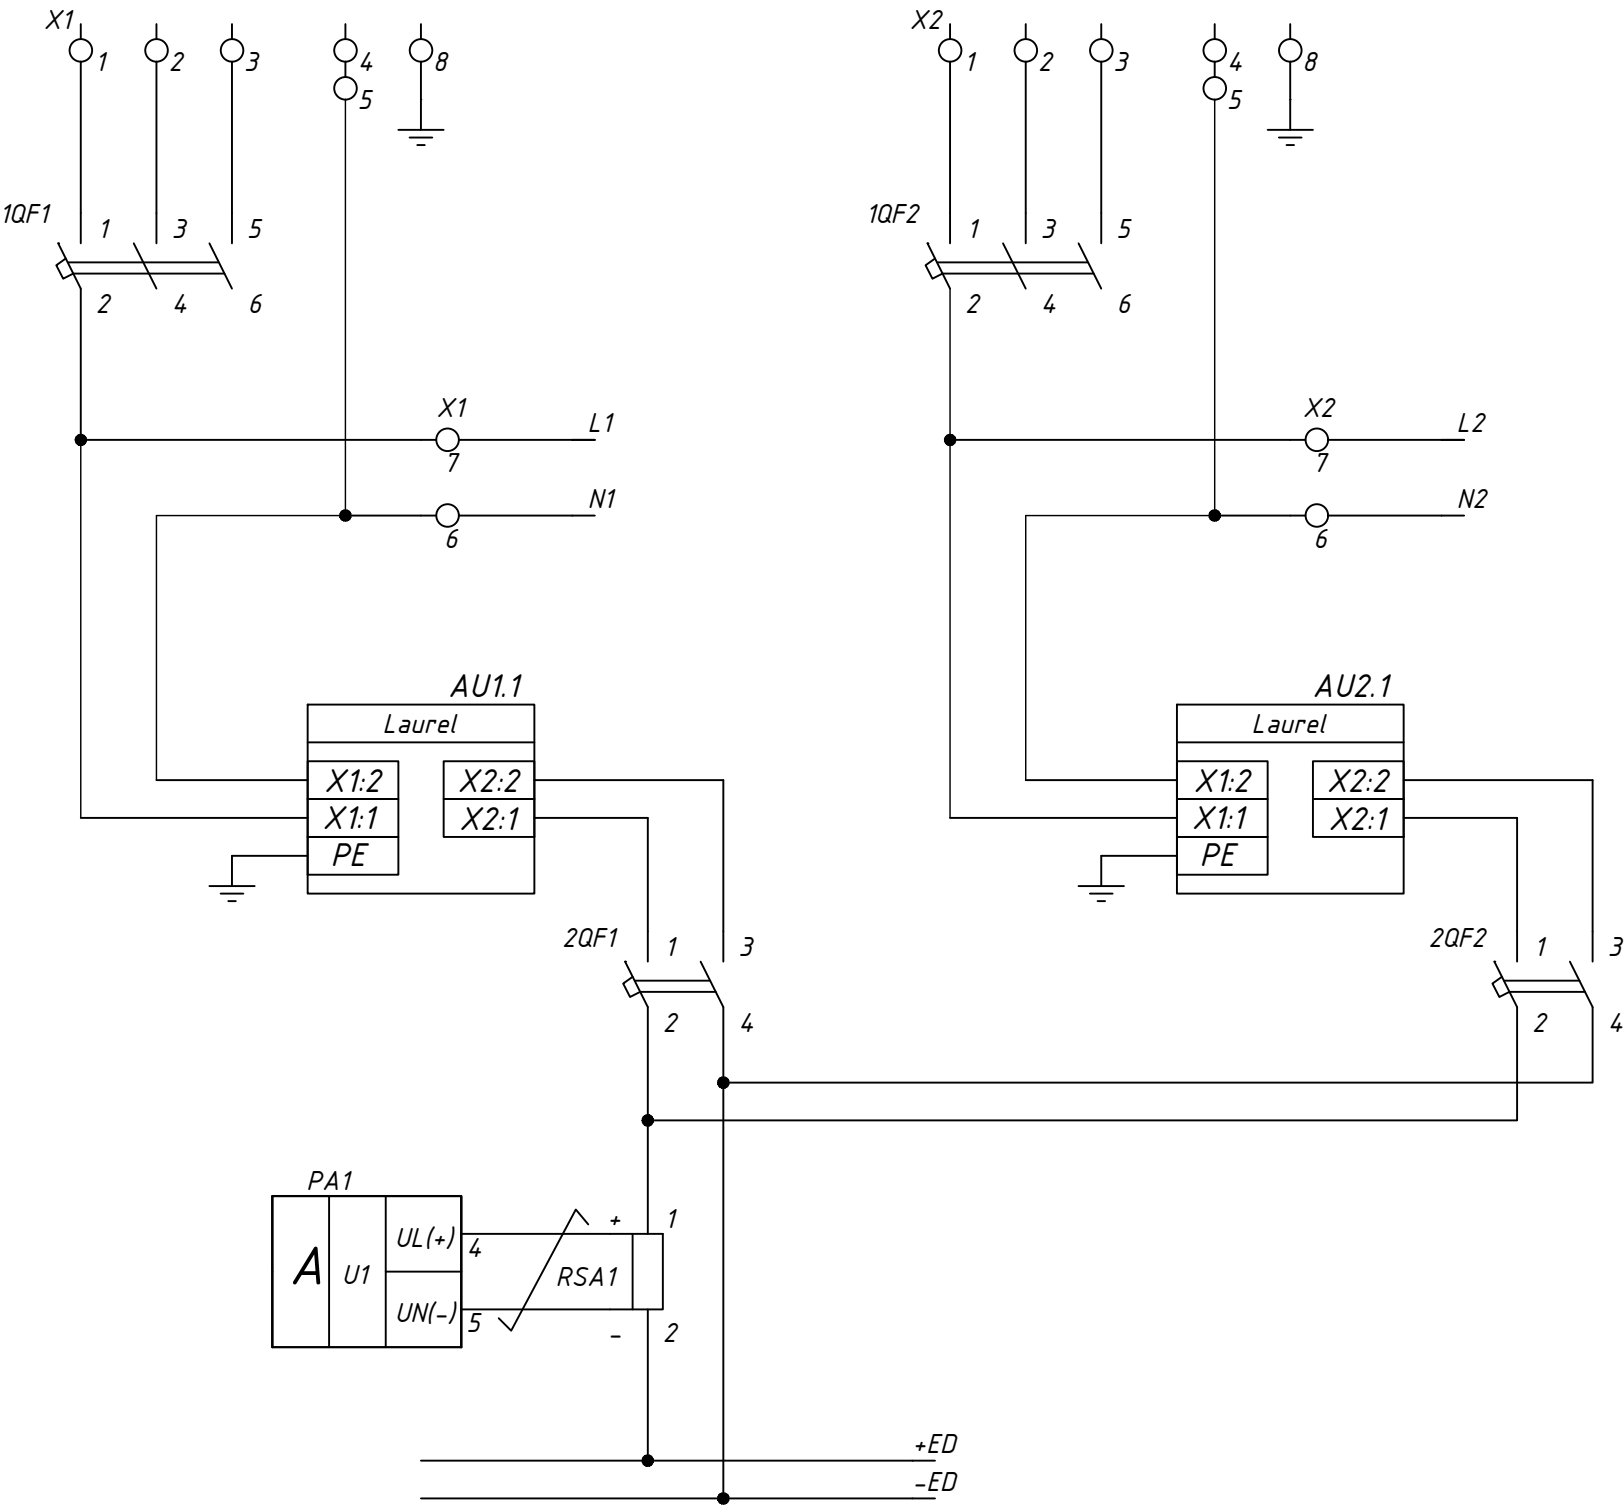 X1 X2
1 2 3 4 8 1 2 3 4 8
5 5
1QF1 1 3 5 1QF2 1 3 5
2 4 6 2 4 6
X1 L1 X2 L2
7 7
N1 N2
6 6
AU1.1 AU2.1
Laurel Laurel
X1:2 X2:2 X1:2 X2:2
X1:1 X2:1 X1:1 X2:1
PE PE
2QF1 1 3 2QF2 1 3
2 4 2 4
PA1
+ 1
UL(+) 4
A U1 RSA1
UN(-) 5
- 2
+ED
-ED